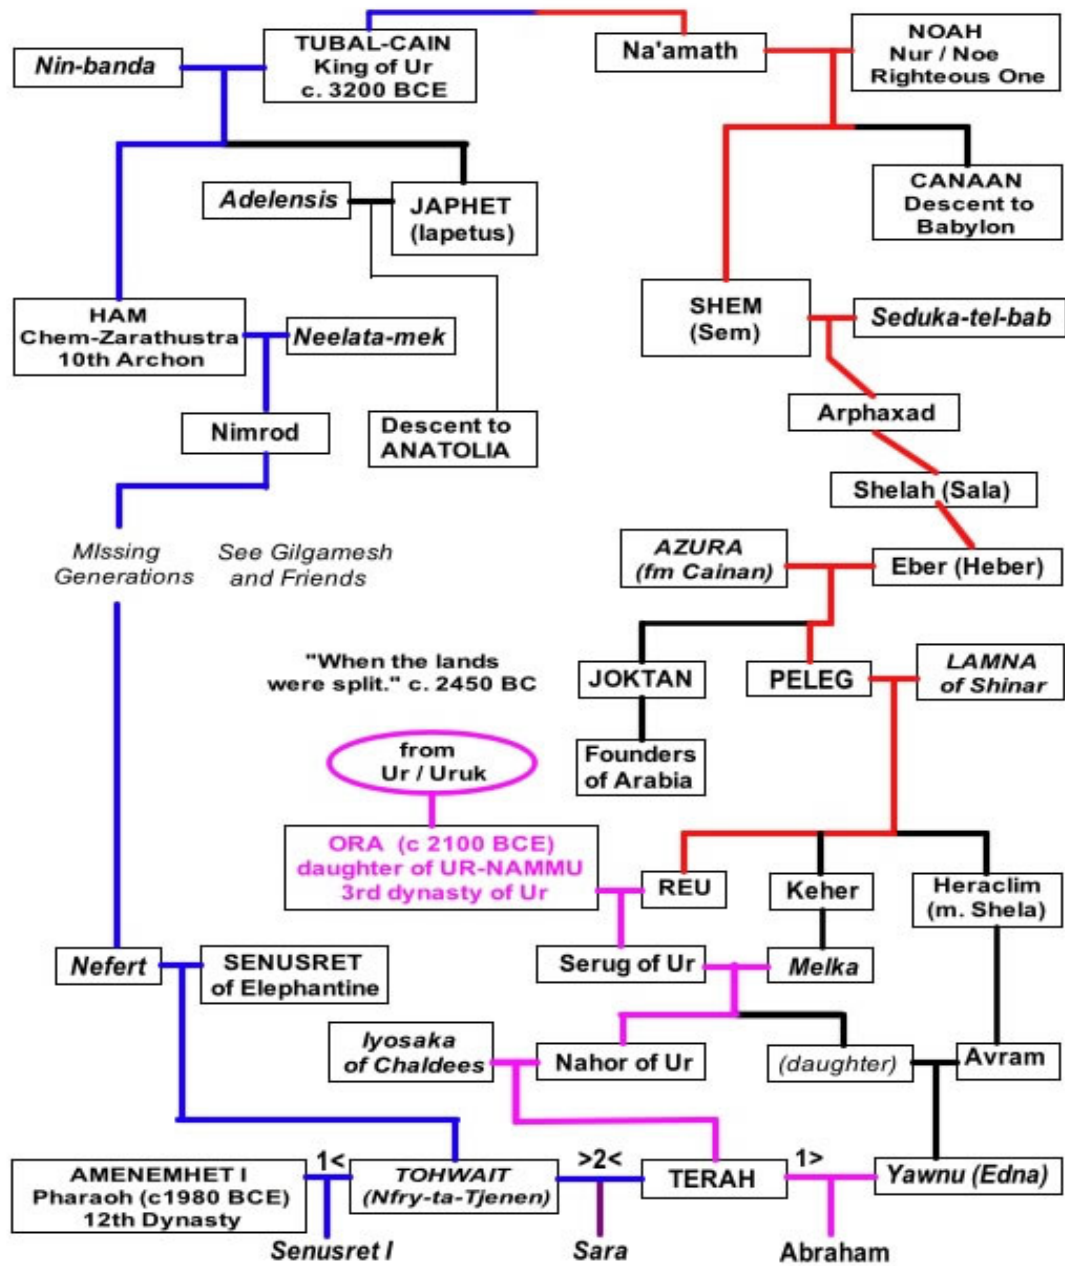 TUBAL-CAIN
King of Ur
c. 3200 BCE
Nin-banda
Na'amath
NOAH
Nur / Noe
Righteous One
Adelensis
JAPHET
(Iapetus)
CANAAN
Descent to
Babylon
HAM
Chem-Zarathustra
10th Archon
Neelata-mek
SHEM
(Sem)
Seduka-tel-bab
Nimrod
Descent to
ANATOLIA
Arphaxad
Shelah (Sala)
MIssing
Generations
See Gilgamesh
and Friends
AZURA
(fm Cainan)
Eber (Heber)
"When the lands
were split." c. 2450 BC
JOKTAN
PELEG
LAMNA
of Shinar
from
Ur / Uruk
Founders
of Arabia
ORA (c 2100 BCE)
daughter of UR-NAMMU
3rd dynasty of Ur
REU
Keher
Heraclim
(m. Shela)
Nefert
SENUSRET
of Elephantine
Serug of Ur
Melka
Iyosaka
of Chaldees
Nahor of Ur
(daughter)
Avram
AMENEMHET I
Pharaoh (c1980 BCE)
12th Dynasty
1<
TOHWAIT
(Nfry-ta-Tjenen)
>2<
TERAH
1>
Yawnu (Edna)
Senusret I
Sara
Abraham